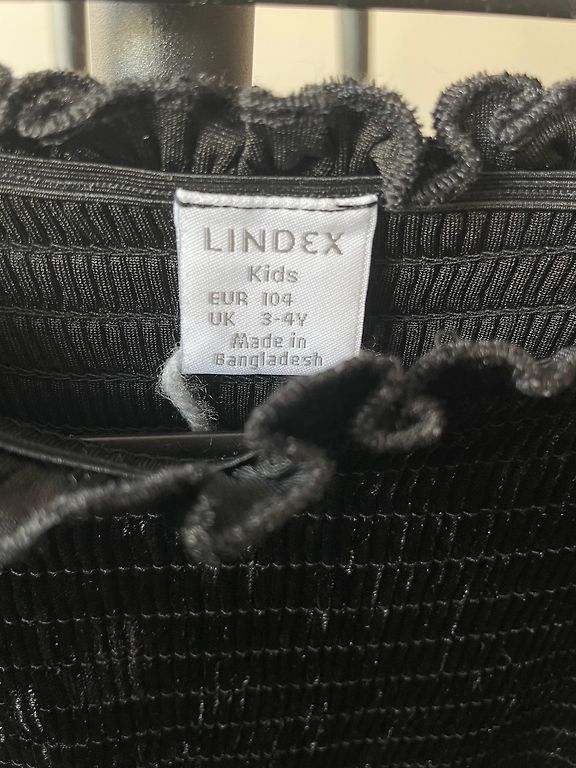 LINDEX
Kids
EUR 104
UK 3-4Y
Made in
Bangladesh